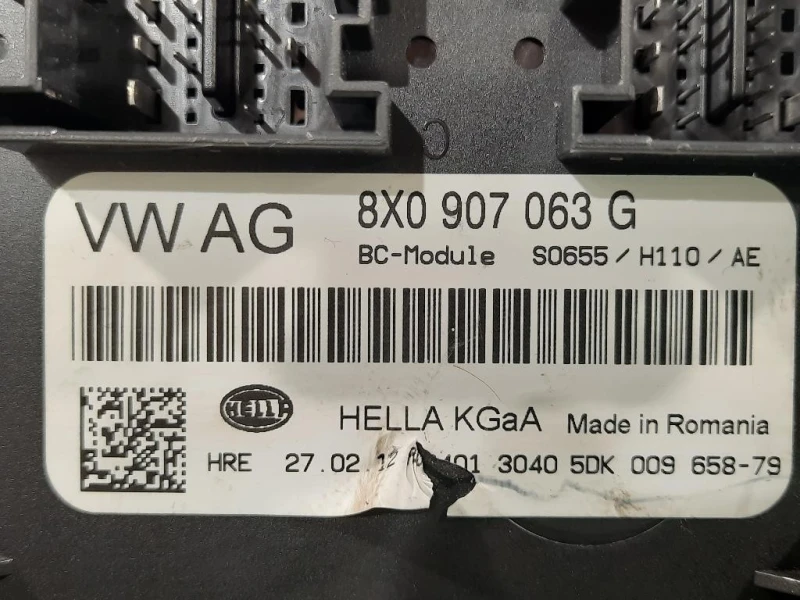 VW AG
8X0 907 063 G
BC-Module S0655 / H110 / AE
HELLA
HELLA KGaA Made in Romania
HRE 27.02.12 401 3040 5DK 009 658-79